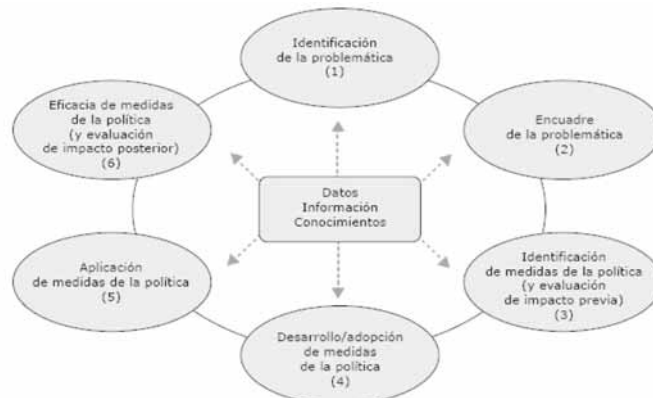 Identificación
de la problemática
(1)
Encuadre
de la problemática
(2)
Identificación
de medidas de la política
(y evaluación
de impacto previa)
(3)
Desarrollo/adopción
de medidas
de la política
(4)
Aplicación
de medidas de la política
(5)
Eficacia de medidas
de la política
(y evaluación
de impacto posterior)
(6)
Datos
Información
Conocimientos